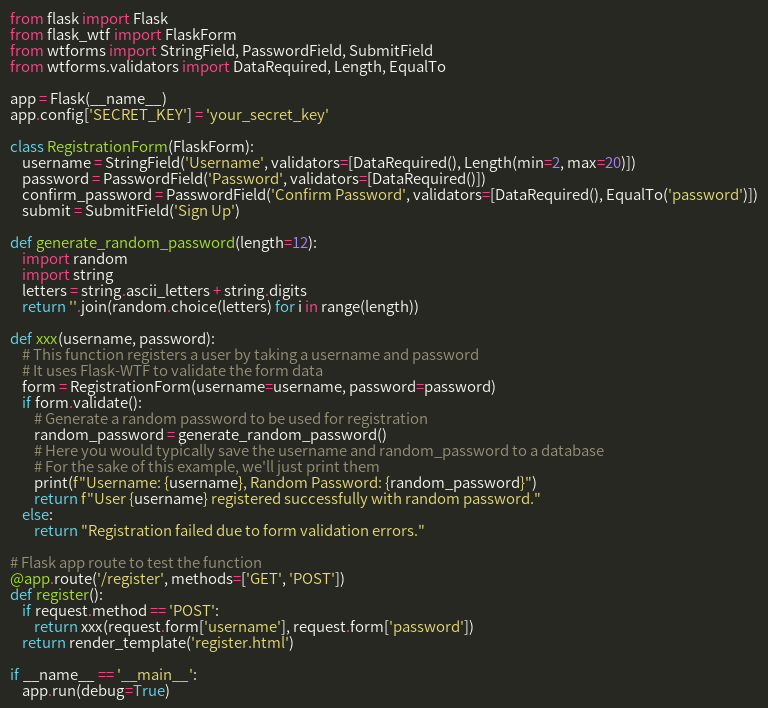 from flask import Flask
from flask_wtf import FlaskForm
from wtforms import StringField, PasswordField, SubmitField
from wtforms.validators import DataRequired, Length, EqualTo

app = Flask(__name__)
app.config['SECRET_KEY'] = 'your_secret_key'

class RegistrationForm(FlaskForm):
    username = StringField('Username', validators=[DataRequired(), Length(min=2, max=20)])
    password = PasswordField('Password', validators=[DataRequired()])
    confirm_password = PasswordField('Confirm Password', validators=[DataRequired(), EqualTo('password')])
    submit = SubmitField('Sign Up')

def generate_random_password(length=12):
    import random
    import string
    letters = string.ascii_letters + string.digits
    return ''.join(random.choice(letters) for i in range(length))

def xxx(username, password):
    # This function registers a user by taking a username and password
    # It uses Flask-WTF to validate the form data
    form = RegistrationForm(username=username, password=password)
    if form.validate():
        # Generate a random password to be used for registration
        random_password = generate_random_password()
        # Here you would typically save the username and random_password to a database
        # For the sake of this example, we'll just print them
        print(f"Username: {username}, Random Password: {random_password}")
        return f"User {username} registered successfully with random password."
    else:
        return "Registration failed due to form validation errors."

# Flask app route to test the function
@app.route('/register', methods=['GET', 'POST'])
def register():
    if request.method == 'POST':
        return xxx(request.form['username'], request.form['password'])
    return render_template('register.html')

if __name__ == '__main__':
    app.run(debug=True)